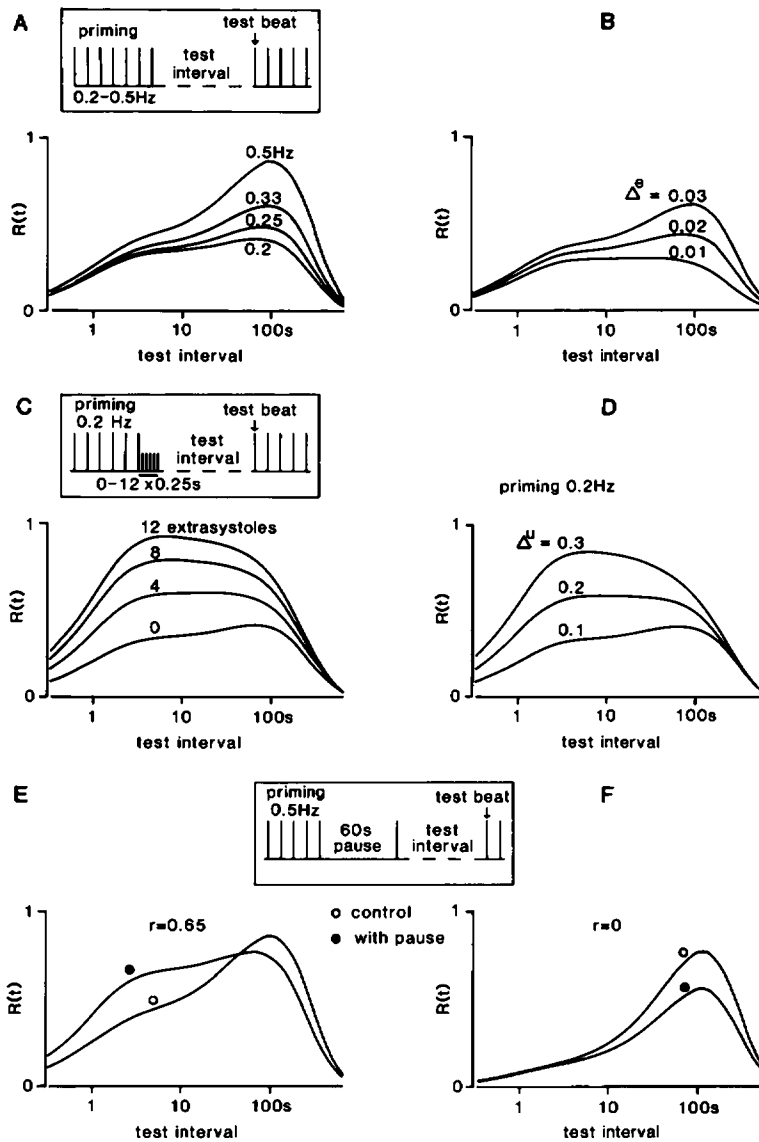 A
priming
test beat
test
interval
0.2-0.5Hz
1
0.5Hz
0.33
0.25
0.2
R(t)
0
1 10 100s
test interval
B
1
Δe = 0.03
0.02
0.01
R(t)
0
1 10 100s
test interval
C
priming
0.2 Hz
test beat
test
interval
0-12 x0.25s
1
12 extrasystoles
8
4
0
R(t)
0
1 10 100s
test interval
D
priming 0.2Hz
1
Δu = 0.3
0.2
0.1
R(t)
0
1 10 100s
test interval
E
F
priming
0.5Hz
test beat
60s
pause
test
interval
1
r=0.65
control
with pause
R(t)
0
1 10 100s
test interval
1
r=0
R(t)
0
1 10 100s
test interval